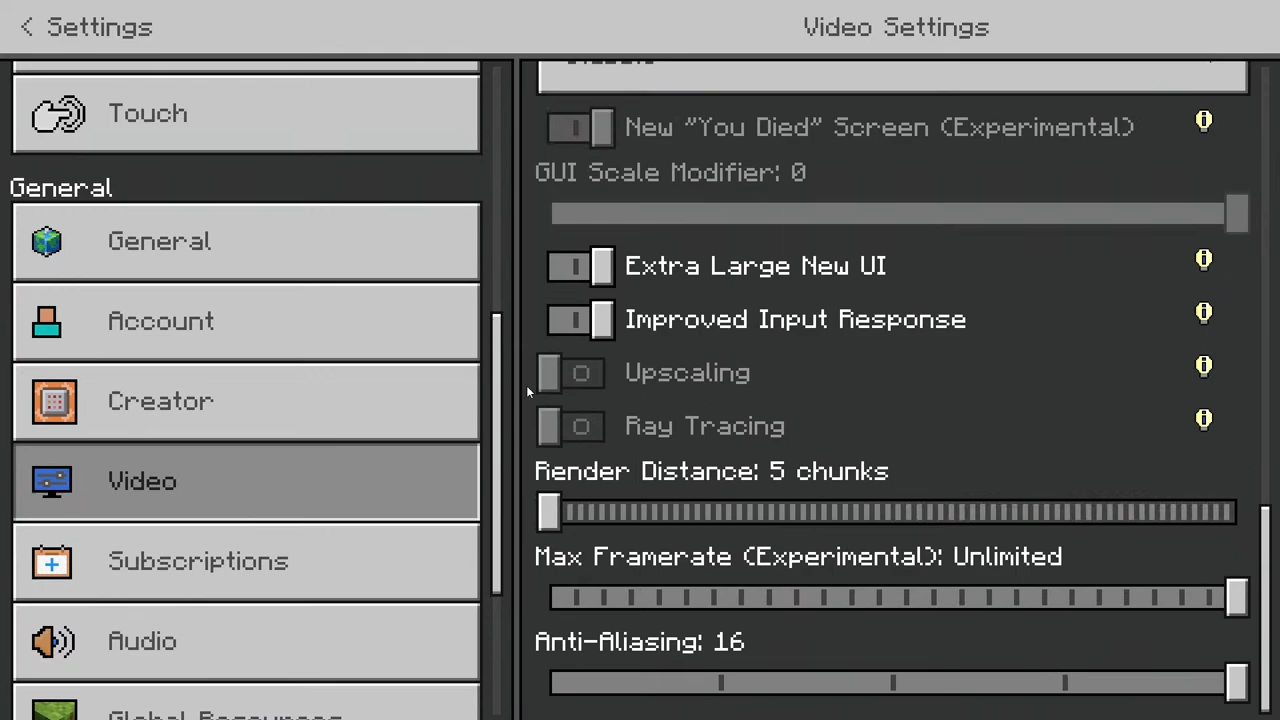 Settings
Video Settings
Touch
New "You Died" Screen (Experimental)
GUI Scale Modifier: 0
General
General
Extra Large New UI
Account
Improved Input Response
Upscaling
Creator
Ray Tracing
Video
Render Distance: 5 chunks
Subscriptions
Max Framerate (Experimental): Unlimited
Audio
Anti-Aliasing: 16
Global Resources